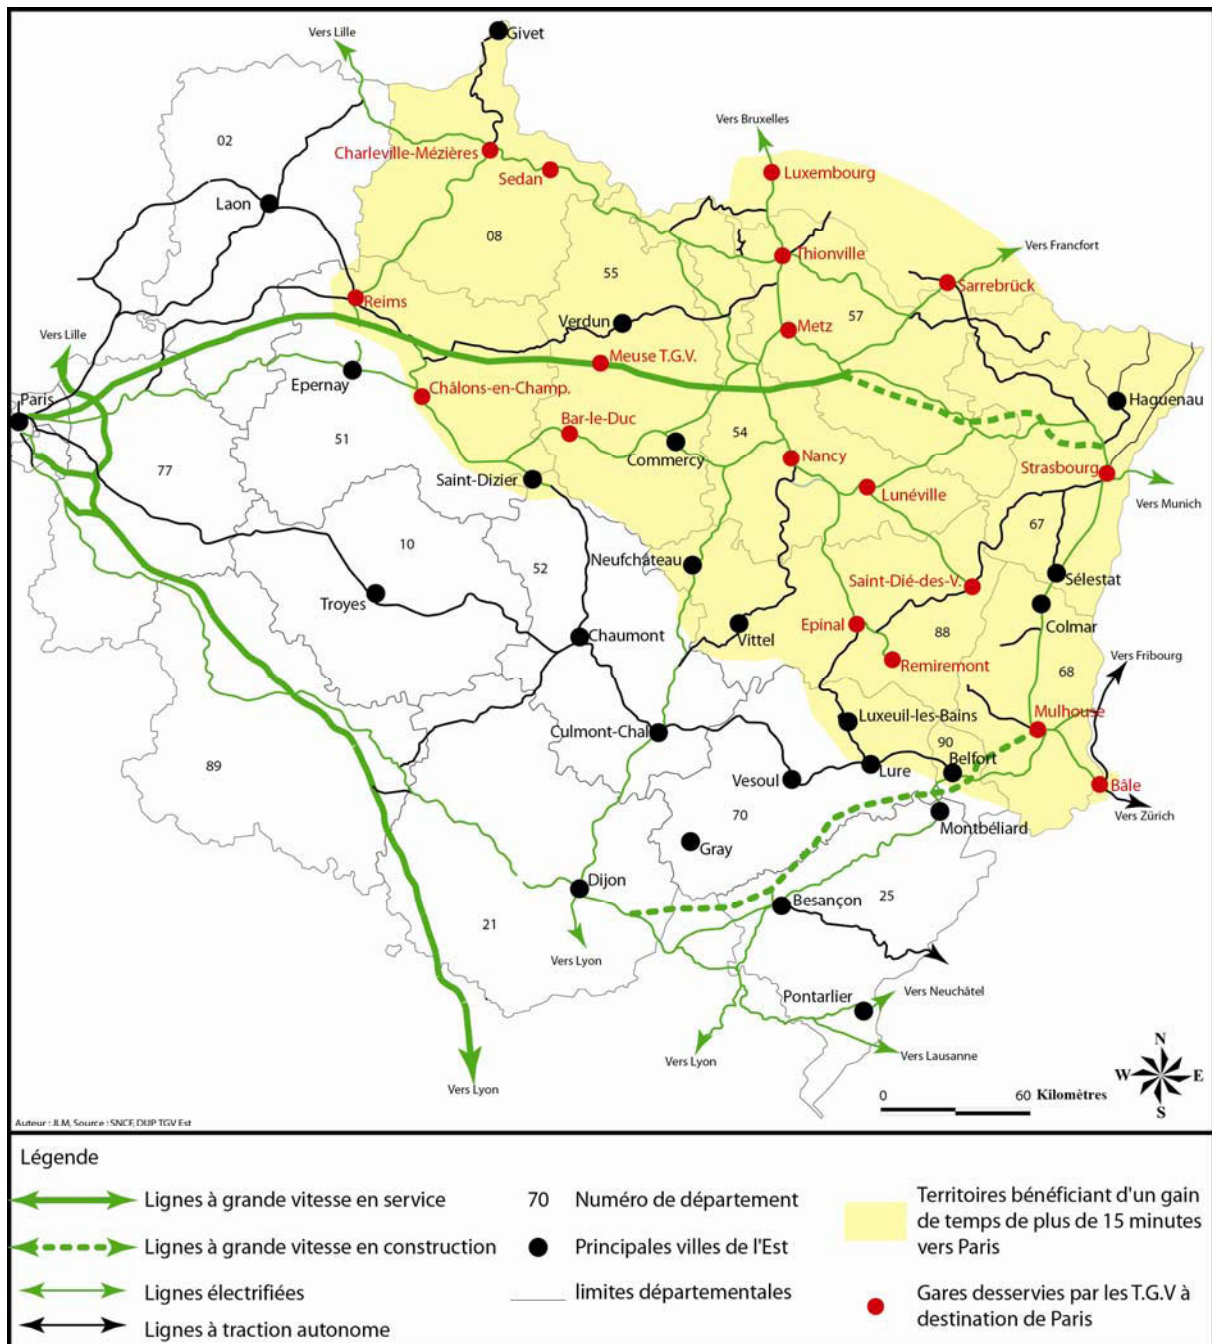 Givet
Vers Lille
02
Charleville-Mézières
Sedan
Vers Bruxelles
Luxembourg
Laon
08
Vers Francfort
55
Thionville
Sarrebrück
Reims
Vers Lille
Verdun
Metz
57
Meuse T.G.V.
Epernay
Châlons-en-Champ.
Paris
Haguenau
Bar-le-Duc
51
54
Commercy
77
Nancy
Strasbourg
Saint-Dizier
Lunéville
Vers Munich
67
10
52
Neufchâteau
Saint-Dié-des-V.
Sélestat
Troyes
Colmar
Chaumont
Vittel
Epinal
88
Remiremont
Vers Fribourg
68
Luxeuil-les-Bains
Mulhouse
Culmont-Chal
90
89
Vesoul
Lure
Belfort
Bâle
70
Montbéliard
Vers Zürich
Gray
Dijon
Besançon
25
21
Vers Lyon
Pontarlier
Vers Neuchâtel
Vers Lyon
Vers Lausanne
Vers Lyon
N
W
E
S
0
60 Kilomètres
Auteur : JLM, Source : SNCF, DUP TGV Est
Légende
Lignes à grande vitesse en service
Lignes à grande vitesse en construction
Lignes électrifiées
Lignes à traction autonome
70 Numéro de département
Principales villes de l'Est
limites départementales
Territoires bénéficiant d'un gain
de temps de plus de 15 minutes
vers Paris
Gares desservies par les T.G.V à
destination de Paris